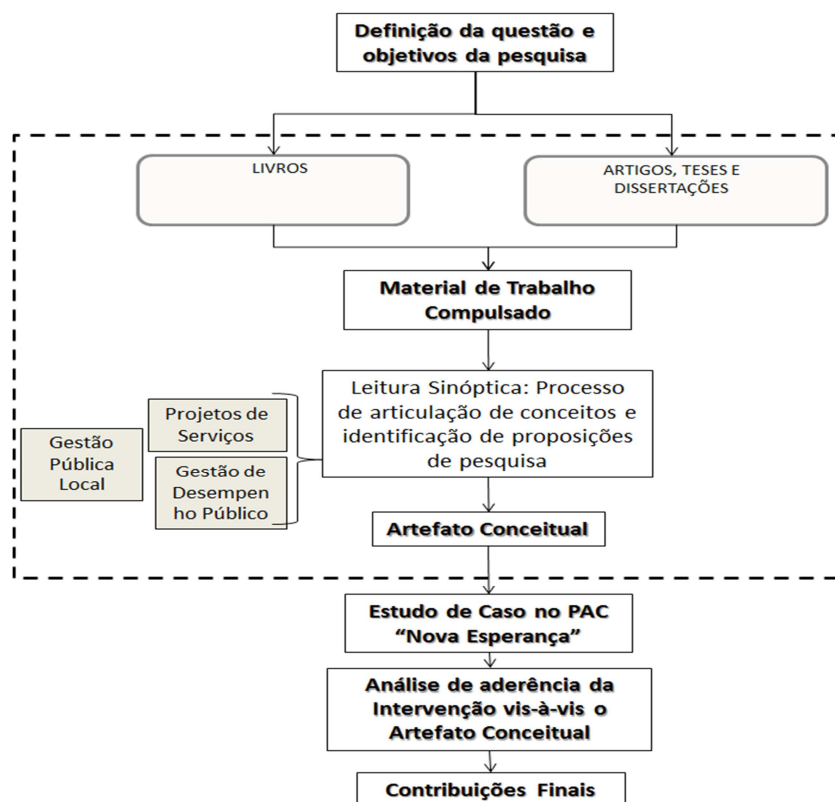 Definição da questão e
objetivos da pesquisa
LIVROS
ARTIGOS, TESES E
DISSERTAÇÕES
Material de Trabalho
Compulsado
Leitura Sinóptica: Processo
de articulação de conceitos e
identificação de proposições
de pesquisa
Projetos de
Serviços
Gestão
Pública
Local
Gestão de
Desempen
ho Público
Artefato Conceitual
Estudo de Caso no PAC
“Nova Esperança”
Análise de aderência da
Intervenção vis-à-vis o
Artefato Conceitual
Contribuições Finais